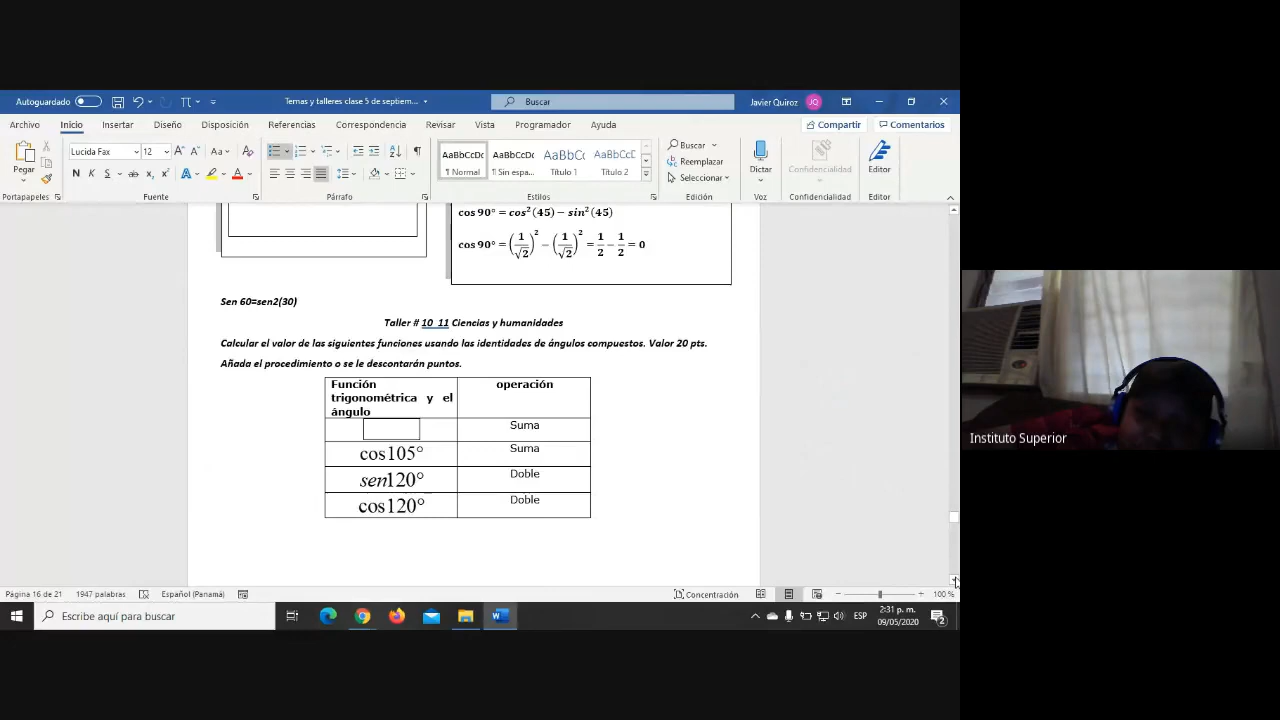 Autoguardado
Temas y talleres clase 5 de septiem...
Buscar
Javier Quiroz
JQ
Archivo Inicio Insertar Diseño Disposición Referencias Correspondencia Revisar Vista Programador Ayuda
Compartir Comentarios
Pegar
Lucida Fax 12
N K S ab x₂ x²
AaBbCcDc AaBbCcDc AaBbCc AaBbCcD
¶ Normal ¶ Sin espa... Título 1 Título 2
Buscar
Reemplazar
Seleccionar
Dictar
Confidencialidad
Editor
Portapapeles Fuente Párrafo Estilos Edición Voz Confidencialidad Editor
cos 90° = cos²(45) − sin²(45)
cos 90° = (1/√2)² − (1/√2)² = 1/2 − 1/2 = 0
Sen 60=sen2(30)
Taller # 10_11 Ciencias y humanidades
Calcular el valor de las siguientes funciones usando las identidades de ángulos compuestos. Valor 20 pts.
Añada el procedimiento o se le descontarán puntos.
Función
trigonométrica y el
ángulo
operación
Suma
cos105° Suma
sen120° Doble
cos120° Doble
Instituto Superior
Página 16 de 21 1947 palabras Español (Panamá) Concentración 100 %
Escribe aquí para buscar
ESP
2:31 p. m.
09/05/2020
2